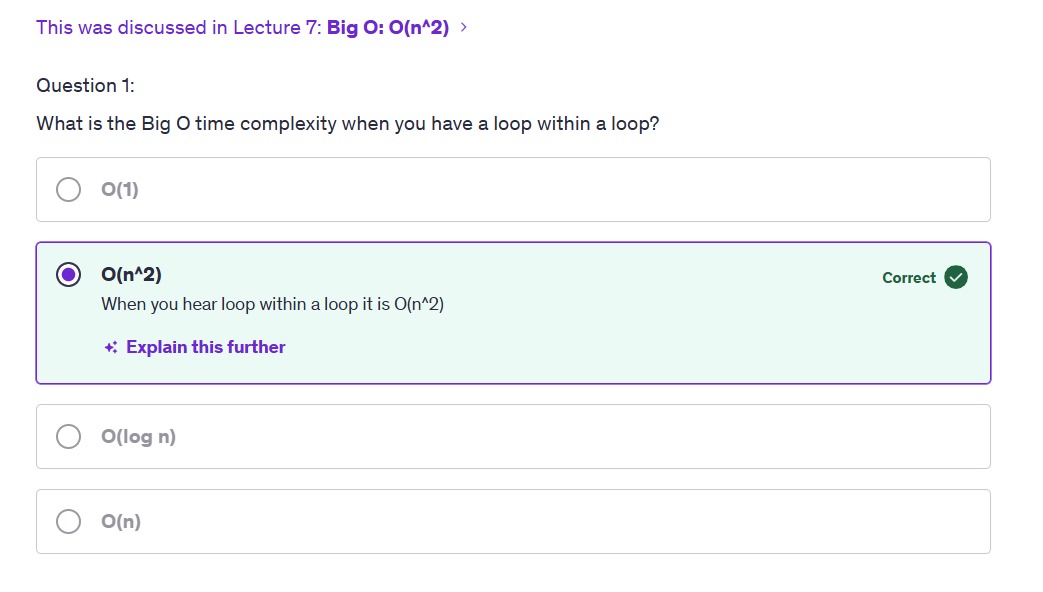 This was discussed in Lecture 7: Big O: O(n^2) >
Question 1:
What is the Big O time complexity when you have a loop within a loop?
O(1)
O(n^2)
Correct
When you hear loop within a loop it is O(n^2)
Explain this further
O(log n)
O(n)